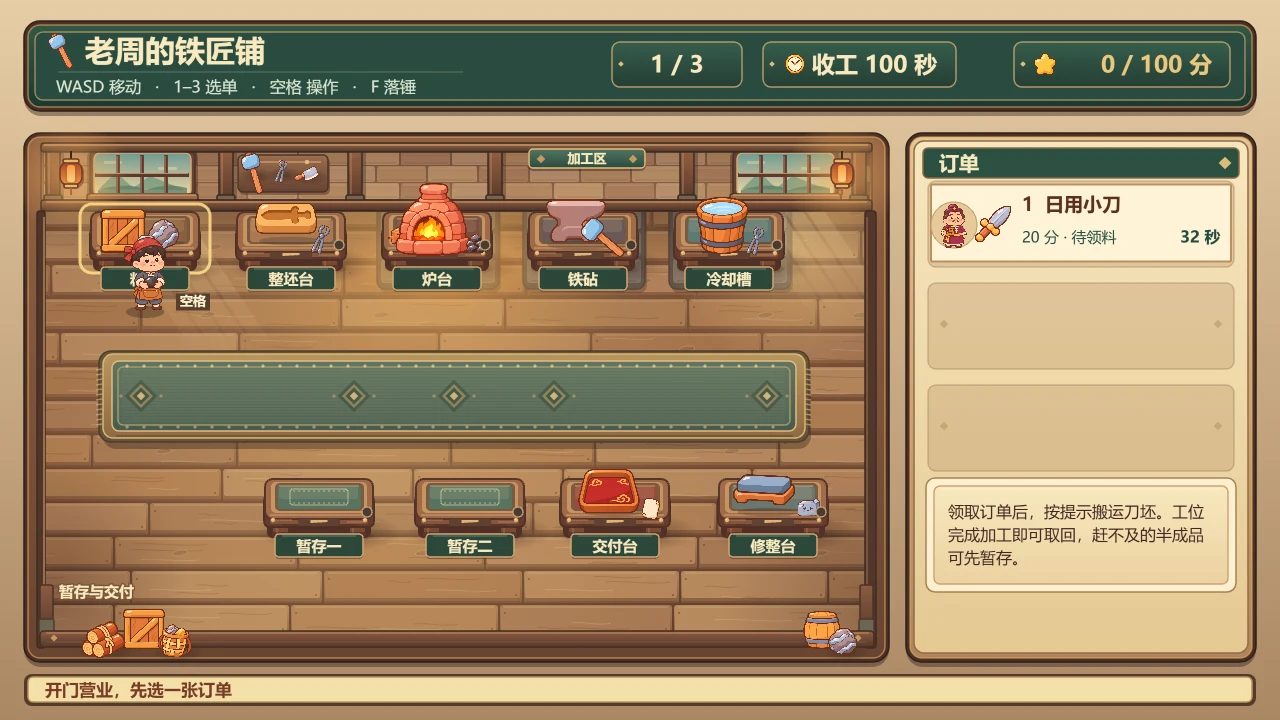 老周的铁匠铺
WASD 移动 · 1–3 选单 · 空格 操作 · F 落锤
1 / 3
收工 100 秒
0 / 100 分
加工区
整坯台
炉台
铁砧
冷却槽
空格
暂存一
暂存二
交付台
修整台
暂存与交付
订单
1 日用小刀
20 分 · 待领料
32 秒
领取订单后，按提示搬运刀坯。工位
完成加工即可取回，赶不及的半成品
可先暂存。
开门营业，先选一张订单